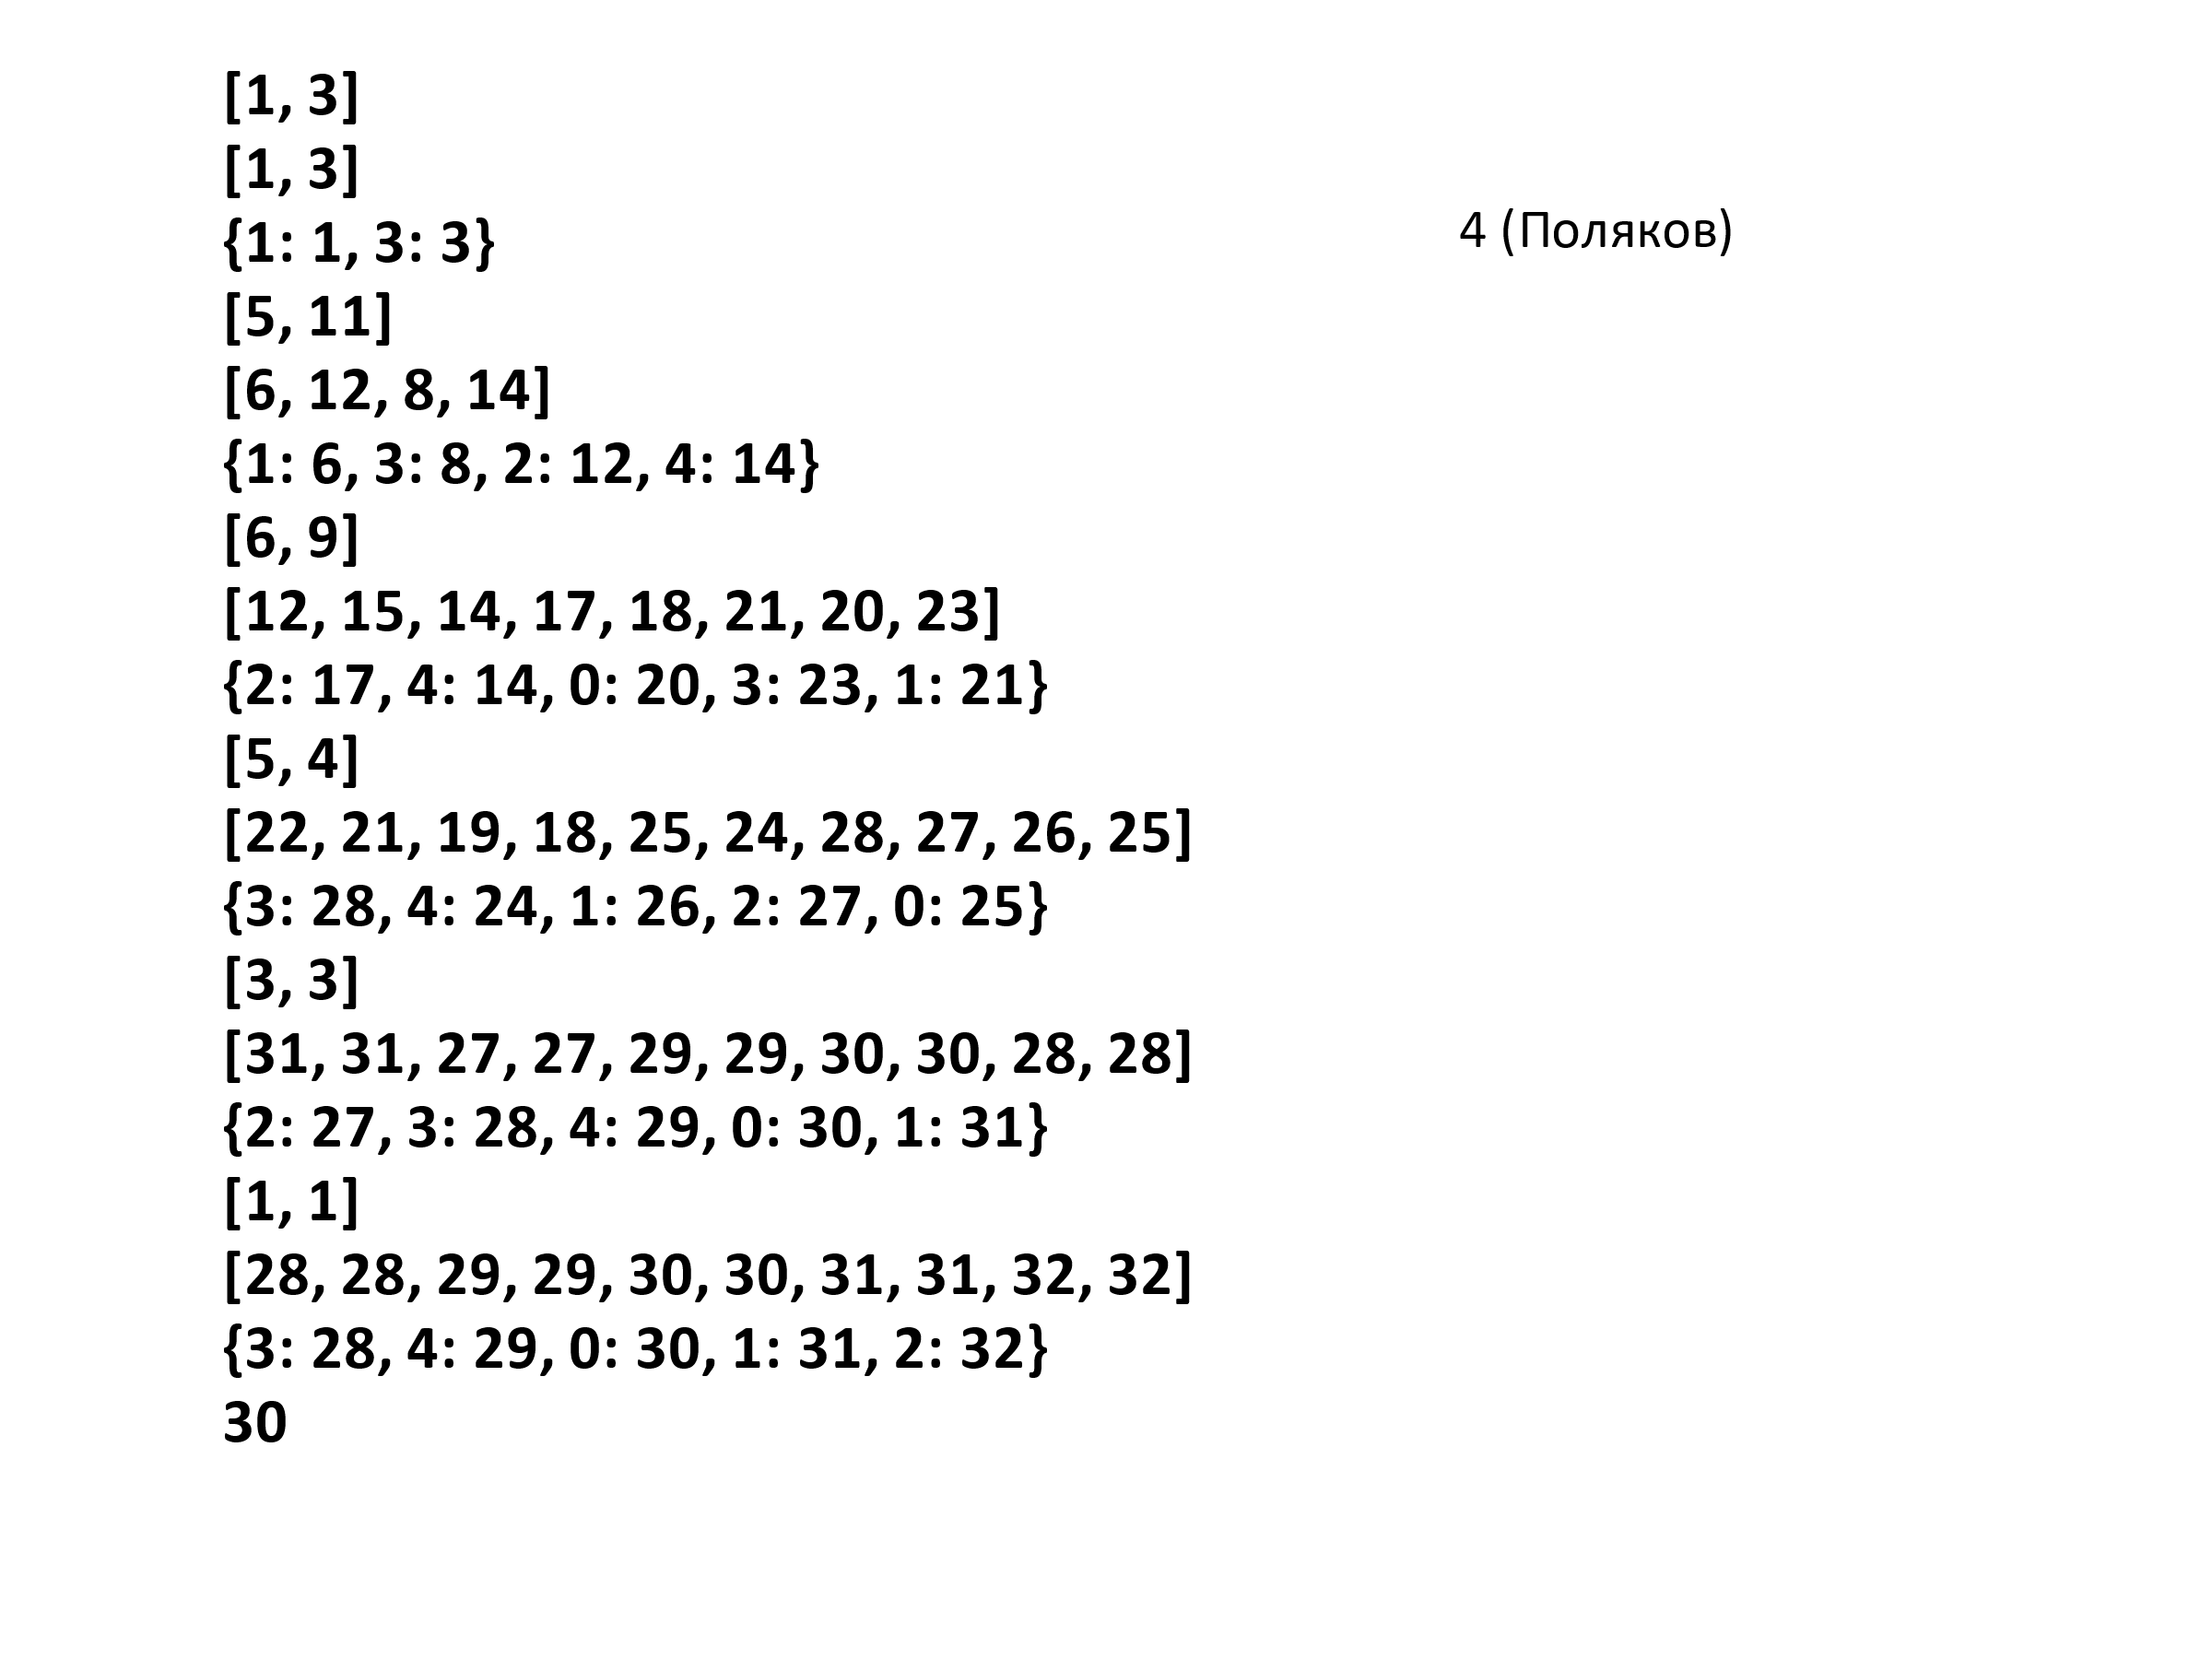 [1, 3]
[1, 3]
{1: 1, 3: 3}
4 (Поляков)
[5, 11]
[6, 12, 8, 14]
{1: 6, 3: 8, 2: 12, 4: 14}
[6, 9]
[12, 15, 14, 17, 18, 21, 20, 23]
{2: 17, 4: 14, 0: 20, 3: 23, 1: 21}
[5, 4]
[22, 21, 19, 18, 25, 24, 28, 27, 26, 25]
{3: 28, 4: 24, 1: 26, 2: 27, 0: 25}
[3, 3]
[31, 31, 27, 27, 29, 29, 30, 30, 28, 28]
{2: 27, 3: 28, 4: 29, 0: 30, 1: 31}
[1, 1]
[28, 28, 29, 29, 30, 30, 31, 31, 32, 32]
{3: 28, 4: 29, 0: 30, 1: 31, 2: 32}
30